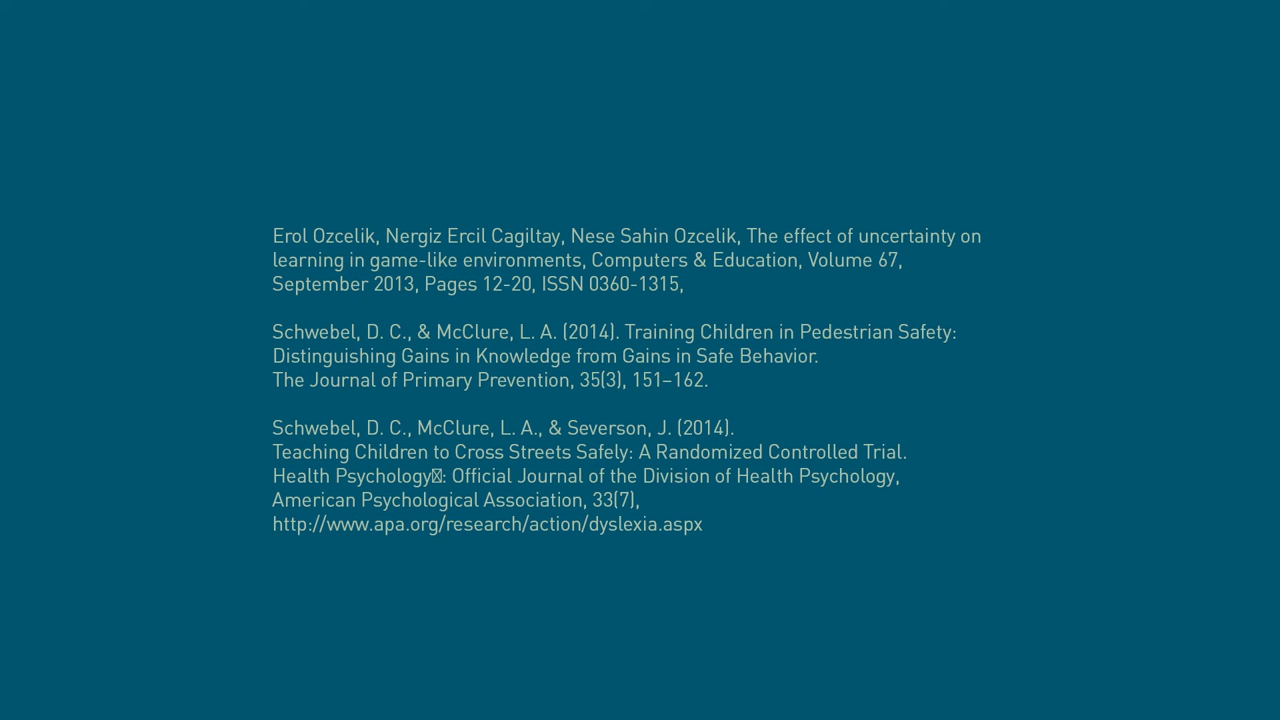 Erol Ozcelik, Nergiz Ercil Cagiltay, Nese Sahin Ozcelik, The effect of uncertainty on
learning in game-like environments, Computers & Education, Volume 67,
September 2013, Pages 12-20, ISSN 0360-1315,
Schwebel, D. C., & McClure, L. A. (2014). Training Children in Pedestrian Safety:
Distinguishing Gains in Knowledge from Gains in Safe Behavior.
The Journal of Primary Prevention, 35(3), 151–162.
Schwebel, D. C., McClure, L. A., & Severson, J. (2014).
Teaching Children to Cross Streets Safely: A Randomized Controlled Trial.
Health Psychology: Official Journal of the Division of Health Psychology,
American Psychological Association, 33(7),
http://www.apa.org/research/action/dyslexia.aspx